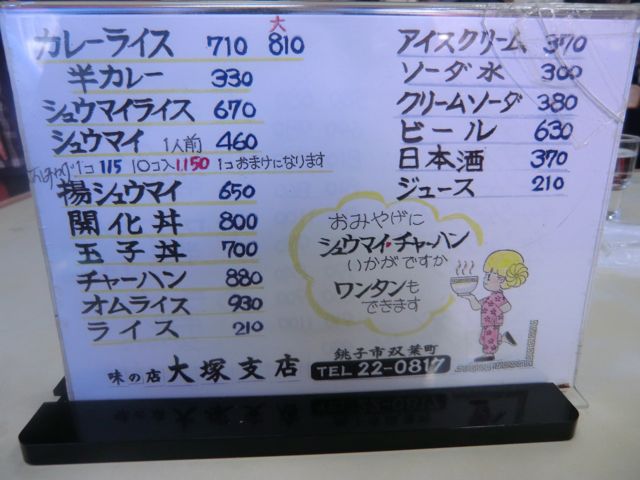 カレーライス 710 大 810
半カレー 330
シュウマイライス 670
シュウマイ 1人前 460
おみやげ 1コ 115 10コ入 1,150 1コおまけになります
揚シュウマイ 650
開化丼 800
玉子丼 700
チャーハン 880
オムライス 930
ライス 210
アイスクリーム 370
ソーダ水 300
クリームソーダ 380
ビール 630
日本酒 370
ジュース 210
おみやげに
シュウマイ・チャーハン
いかがですか
ワンタンも
できます
味の店 大塚支店
銚子市双葉町
TEL 22-0817